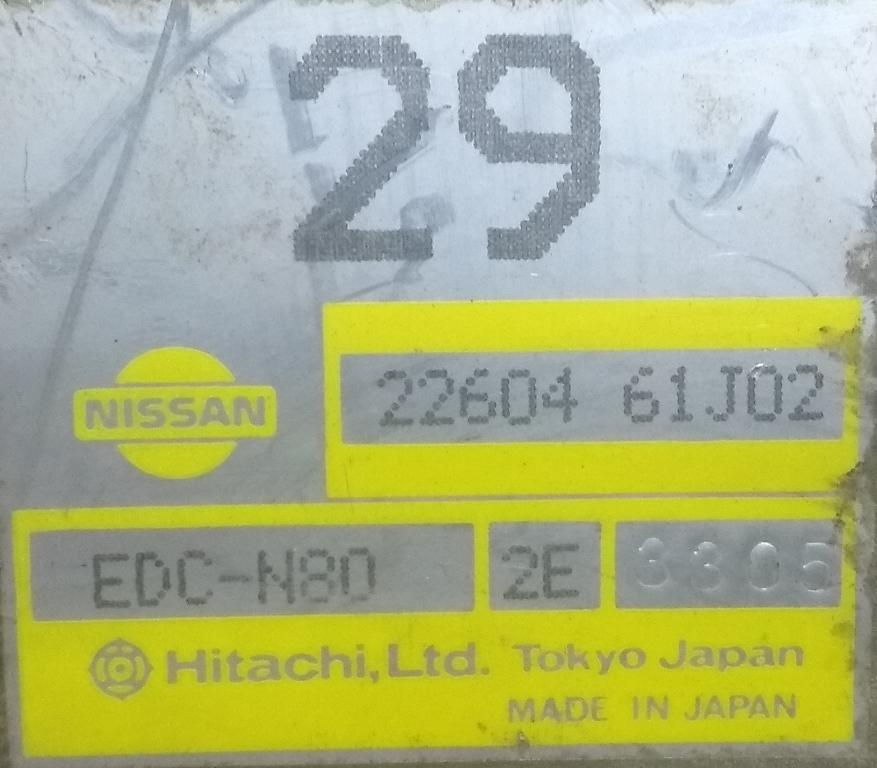 29
NISSAN
22604 61J02
EDC-N80 2E 3305
Hitachi, Ltd. Tokyo Japan
MADE IN JAPAN